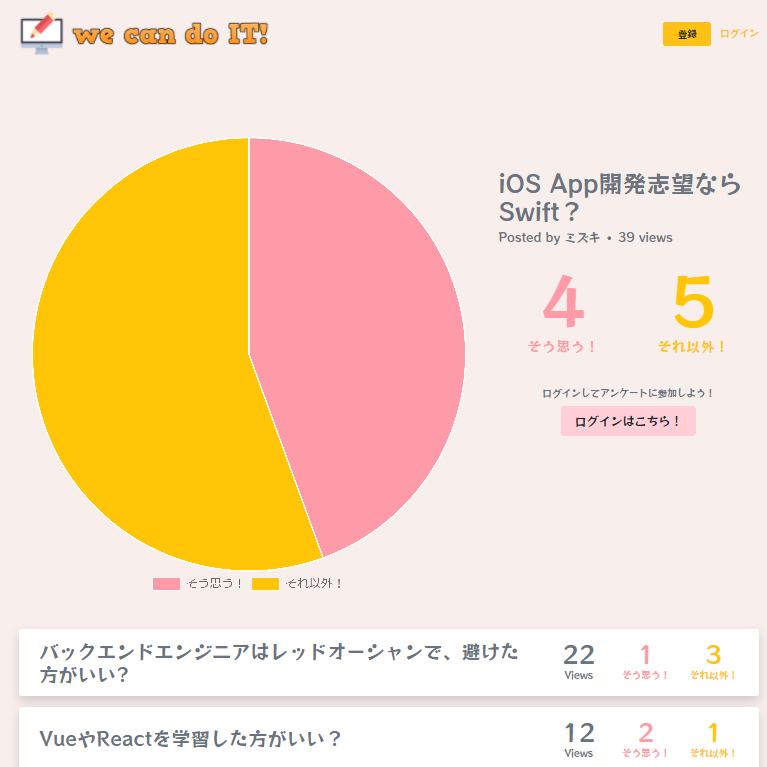 we can do IT!
登録
ログイン
iOS App開発志望なら
Swift？
Posted by ミズキ • 39 views
4
5
そう思う！
それ以外！
ログインしてアンケートに参加しよう！
ログインはこちら！
そう思う！
それ以外！
バックエンドエンジニアはレッドオーシャンで、避けた
方がいい?
22
1
3
Views
そう思う！
それ以外！
VueやReactを学習した方がいい？
12
2
1
Views
そう思う！
それ以外！